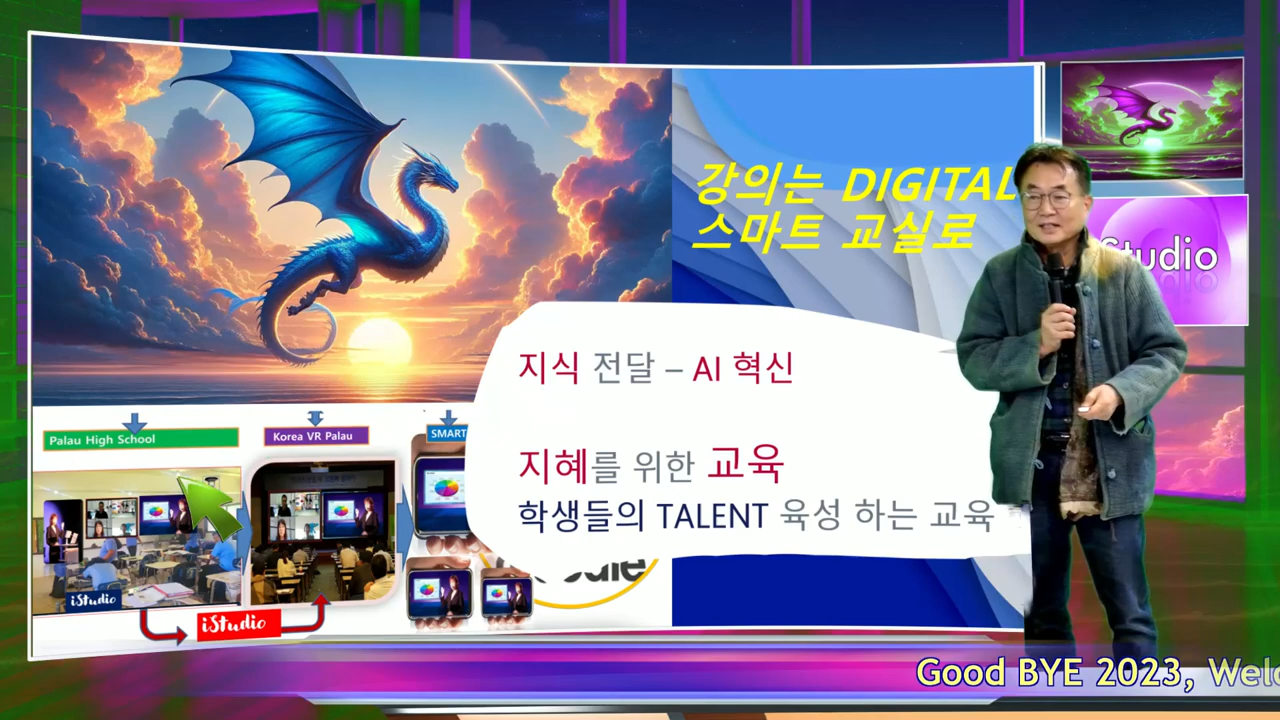 강의는 DIGITAL
스마트 교실로
Studio
지식 전달 – AI 혁신
지혜를 위한 교육
학생들의 TALENT 육성 하는 교육
Palau High School
Korea VR Palau
SMART
iStudio
iStudio
Good BYE 2023, Welc